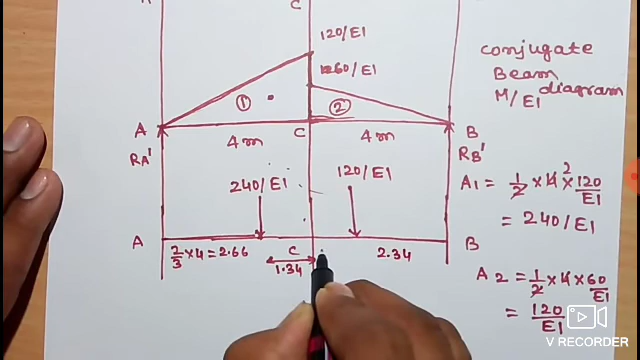 C
120/EI
60/EI
conjugate
Beam
M/EI diagram
① ②
A C B
4m 4m
RA' RB'
A1 = 1/2 × 4 × 120/EI
2
= 240/EI
240/EI 120/EI
A C B
2/3 × 4 = 2.66
1.34
2.34
A2 = 1/2 × 4 × 60/EI
= 120/EI
V RECORDER